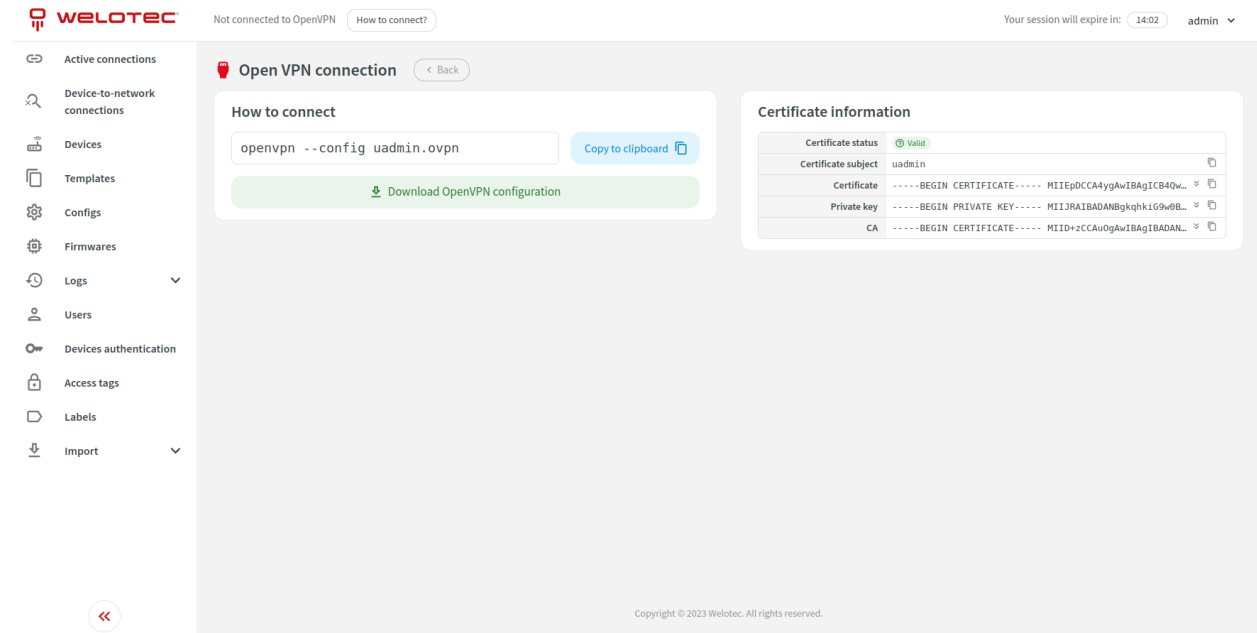 welotec
Not connected to OpenVPN
How to connect?
Your session will expire in:
14:02
admin
Active connections
Device-to-network
connections
Devices
Templates
Configs
Firmwares
Logs
Users
Devices authentication
Access tags
Labels
Import
Open VPN connection
Back
How to connect
openvpn --config uadmin.ovpn
Copy to clipboard
Download OpenVPN configuration
Certificate information
Certificate status
Valid
Certificate subject
uadmin
Certificate
-----BEGIN CERTIFICATE----- MIIEpDCCA4ygAwIBAgICB4Qw…
Private key
-----BEGIN PRIVATE KEY----- MIIJRAIBADANBgkqhkiG9w0B…
CA
-----BEGIN CERTIFICATE----- MIID+zCCAuOgAwIBAgIBADAN…
Copyright © 2023 Welotec. All rights reserved.